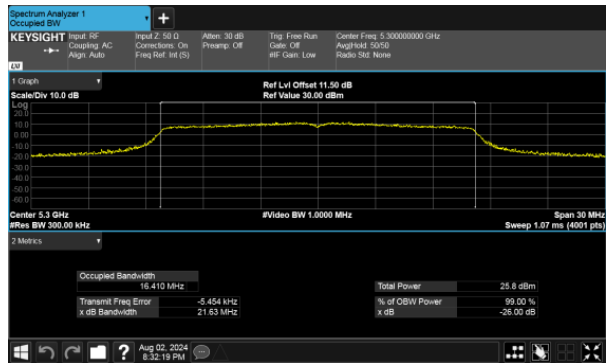 Spectrum Analyzer 1
Occupied BW
KEYSIGHT Input: RF Input Z: 50 Ω Atten: 30 dB Trig: Free Run Center Freq: 5.300000000 GHz
Coupling: AC Corrections: On Preamp: Off Gate: Off Avg|Hold: 50/50
Align: Auto Freq Ref: Int (S) #IF Gain: Low Radio Std: None
1 Graph
Ref Lvl Offset 11.50 dB
Scale/Div 10.0 dB Ref Value 30.00 dBm
Log
20.0
10.0
0.00
-10.0
-20.0
-30.0
-40.0
-50.0
-60.0
Center 5.3 GHz #Video BW 1.0000 MHz Span 30 MHz
#Res BW 300.00 kHz Sweep 1.07 ms (4001 pts)
2 Metrics
Occupied Bandwidth
16.410 MHz Total Power 25.8 dBm
Transmit Freq Error -5.454 kHz % of OBW Power 99.00 %
x dB Bandwidth 21.63 MHz x dB -26.00 dB
Aug 02, 2024
8:32:19 PM